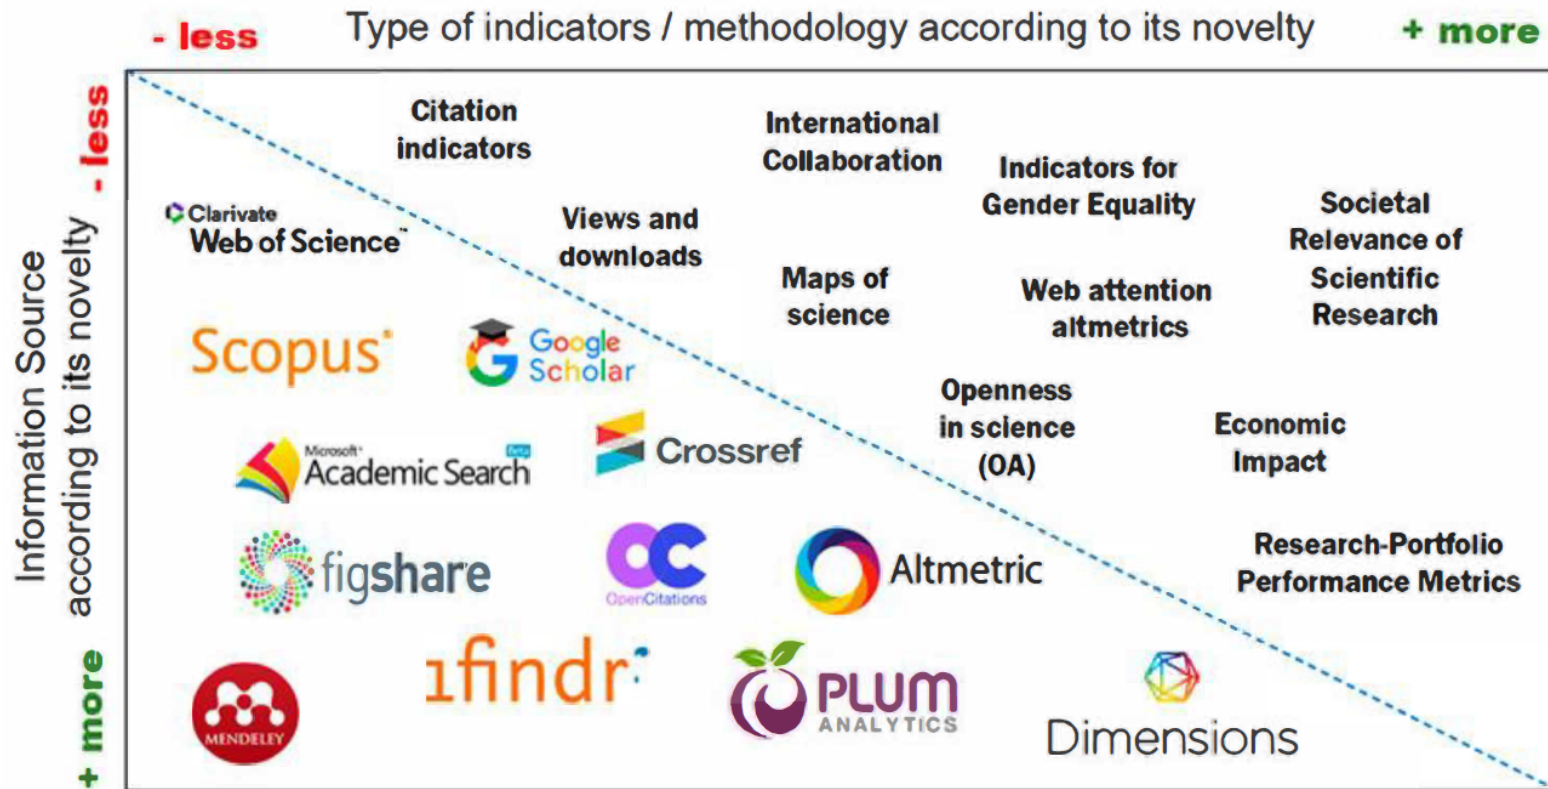 - less Type of indicators / methodology according to its novelty + more
- less
Information Source
according to its novelty
+ more
Citation
indicators
International
Collaboration
Indicators for
Gender Equality
Societal
Relevance of
Scientific
Research
Clarivate
Web of Science™
Views and
downloads
Maps of
science
Web attention
altmetrics
Scopus®
Google
Scholar
Openness
in science
(OA)
Economic
Impact
Microsoft®
Academic Search
Beta
Crossref
figshare
OC
OpenCitations
Altmetric
Research-Portfolio
Performance Metrics
MENDELEY
1findr
PLUM
ANALYTICS
Dimensions